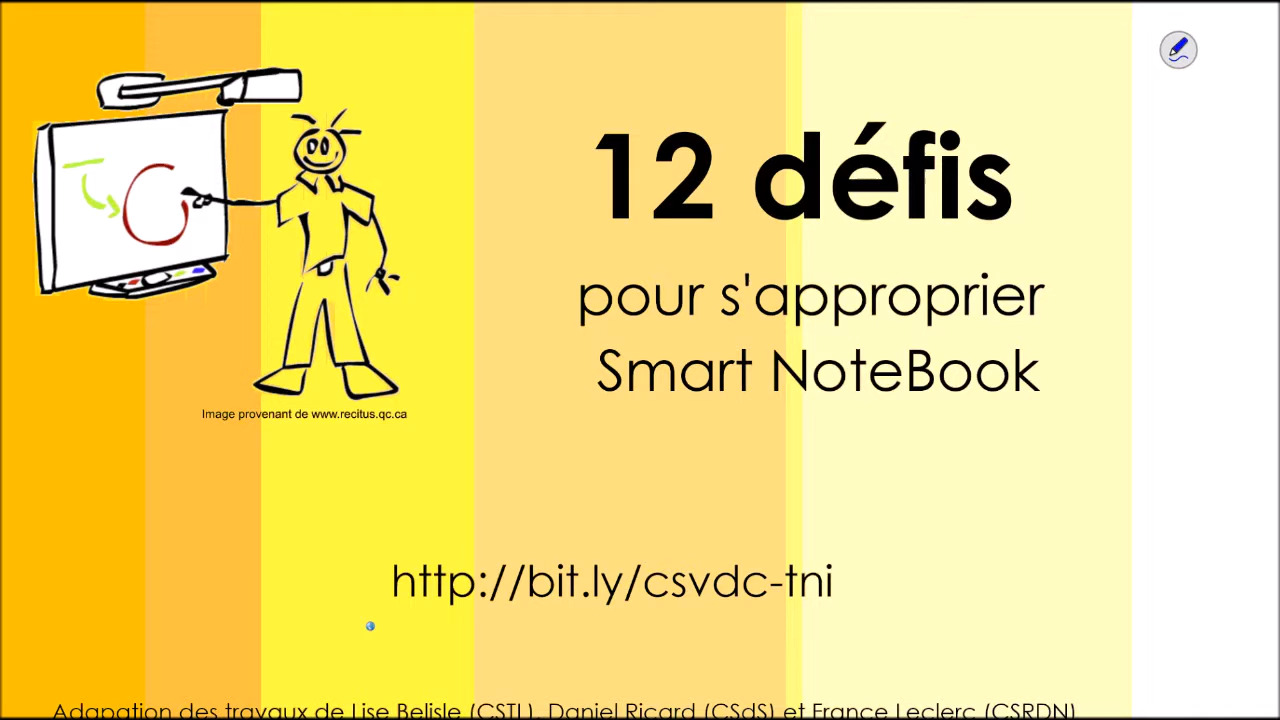 12 défis
pour s'approprier
Smart NoteBook
Image provenant de www.recitus.qc.ca
http://bit.ly/csvdc-tni
Adapation des travaux de Lise Belisle (CSTL), Daniel Ricard (CSdS) et France Leclerc (CSRDN)